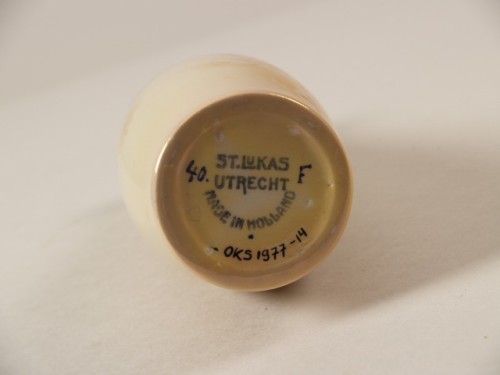 ST.LUKAS
40. UTRECHT F
MADE IN HOLLAND
OKS 1977-14